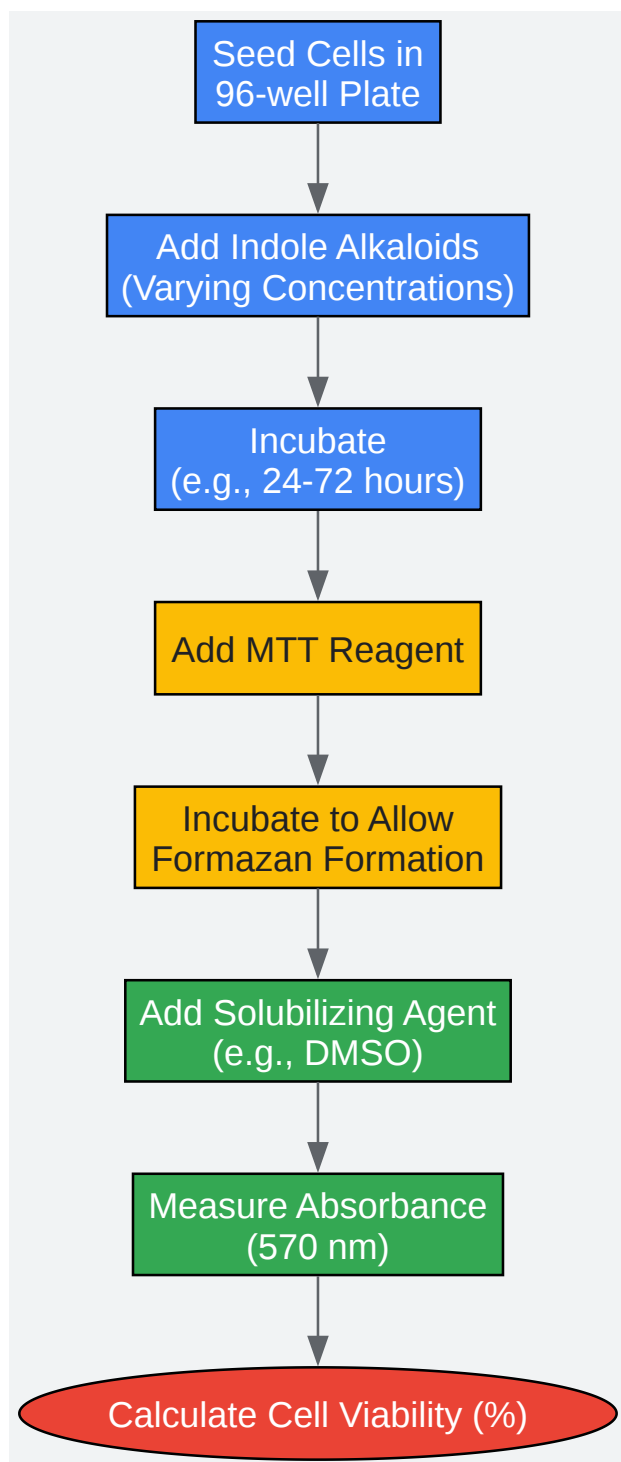 Seed Cells in
96-well Plate
Add Indole Alkaloids
(Varying Concentrations)
Incubate
(e.g., 24-72 hours)
Add MTT Reagent
Incubate to Allow
Formazan Formation
Add Solubilizing Agent
(e.g., DMSO)
Measure Absorbance
(570 nm)
Calculate Cell Viability (%)